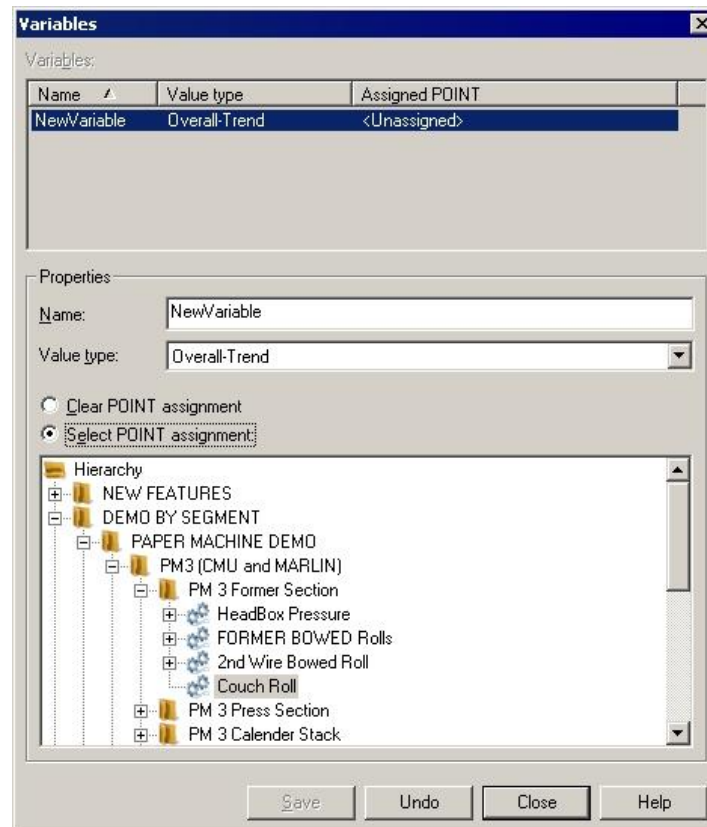 Variables
Variables:
Name Value type Assigned POINT
NewVariable Overall-Trend <Unassigned>
Properties
Name: NewVariable
Value type: Overall-Trend
Clear POINT assignment
Select POINT assignment:
Hierarchy
NEW FEATURES
DEMO BY SEGMENT
PAPER MACHINE DEMO
PM3 (CMU and MARLIN)
PM 3 Former Section
HeadBox Pressure
FORMER BOWED Rolls
2nd Wire Bowed Roll
Couch Roll
PM 3 Press Section
PM 3 Calender Stack
Save Undo Close Help